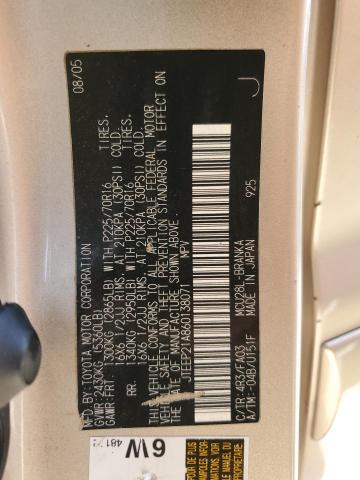 MFD. BY: TOYOTA MOTOR CORPORATION 08/05
GVWR: 2430KG (5360LB)
GAWR: FRT. 1300KG (2865LB) WITH P225/70R16 TIRES.
16X6 1/2JJ RIMS, AT 210KPA (30PSI) COLD.
RR. 1340KG (2950LB) WITH P225/70R16 TIRES.
16X6 1/2JJ RIMS, AT 210KPA (30PSI) COLD.
THIS VEHICLE CONFORMS TO ALL APPLICABLE FEDERAL MOTOR
VEHICLE SAFETY AND THEFT PREVENTION STANDARDS IN EFFECT ON
THE DATE OF MANUFACTURE SHOWN ABOVE.
JTEEP21A860138071 MPV
J
C/TR: 4R3/FA03 MCU28L-BRANKA
A/TM: -04B/U151F MADE IN JAPAN 925
6W